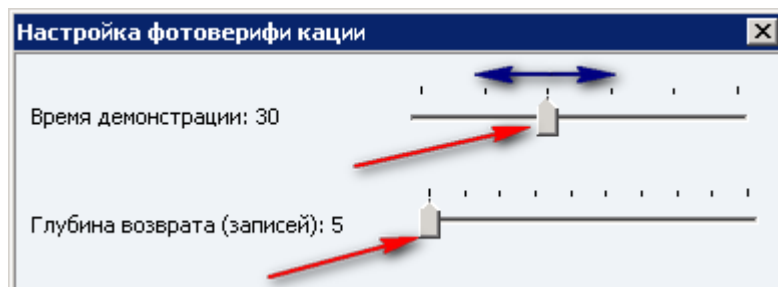 Настройка фотоверифи кации
Время демонстрации: 30
Глубина возврата (записей): 5